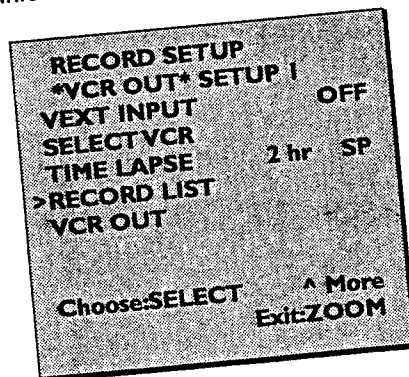 RECORD SETUP
*VCR OUT* SETUP 1
VEXT INPUT OFF
SELECT VCR
TIME LAPSE 2 hr SP
>RECORD LIST
VCR OUT
Choose:SELECT ^ More
Exit:ZOOM